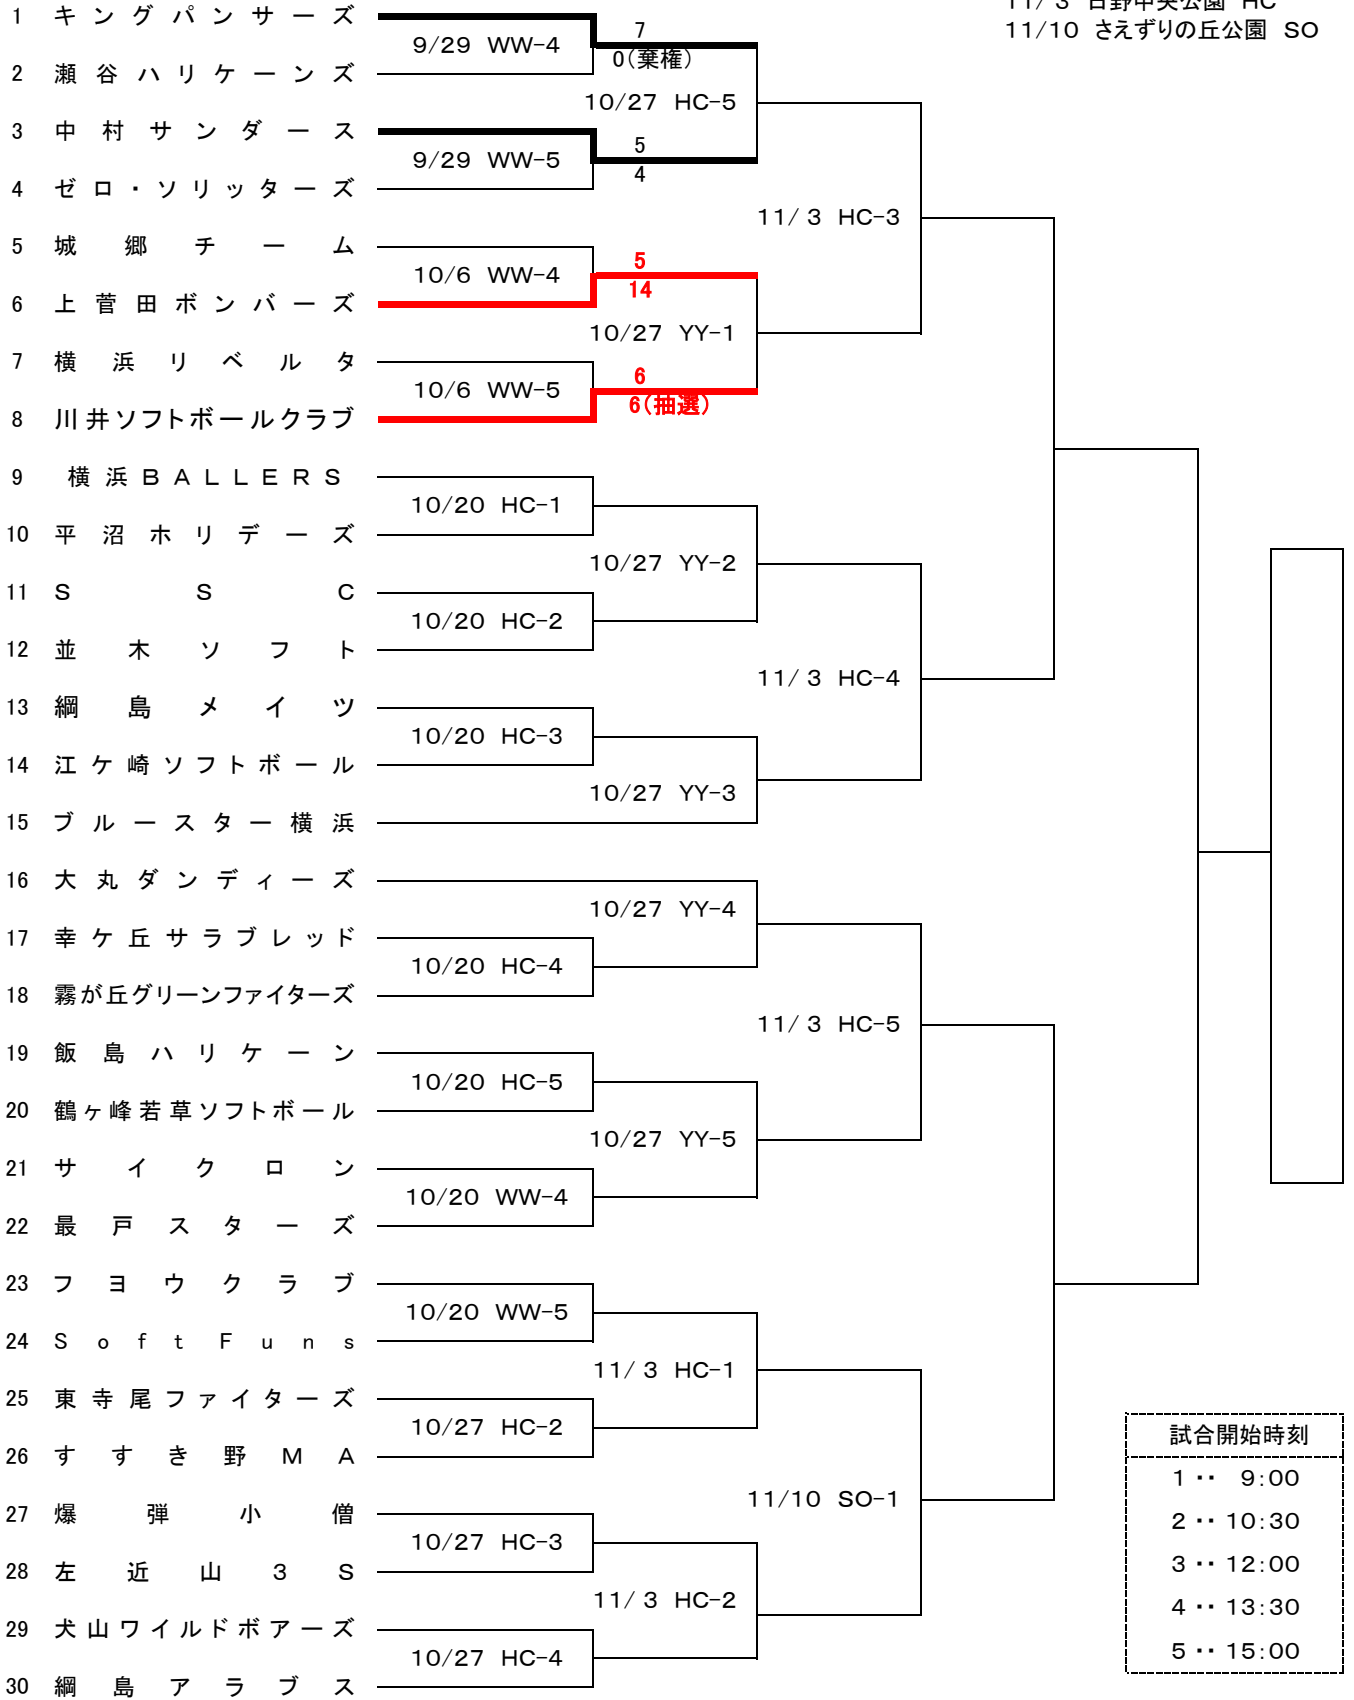 11/ 3 日野中央公園 HC
11/10 さえずりの丘公園 SO
1 キングパンサーズ
9/29 WW-4
7
0(棄権)
2 瀬谷ハリケーンズ
10/27 HC-5
3 中村サンダース
9/29 WW-5
5
4
4 ゼロ・ソリッターズ
11/ 3 HC-3
5 城郷チーム
10/6 WW-4
5
14
6 上菅田ボンバーズ
10/27 YY-1
7 横浜リベルタ
10/6 WW-5
6
6(抽選)
8 川井ソフトボールクラブ
9 横浜BALLERS
10/20 HC-1
10 平沼ホリデーズ
10/27 YY-2
11 SSC
10/20 HC-2
12 並木ソフト
11/ 3 HC-4
13 綱島メイツ
10/20 HC-3
14 江ケ崎ソフトボール
10/27 YY-3
15 ブルースター横浜
16 大丸ダンディーズ
10/27 YY-4
17 幸ケ丘サラブレッド
10/20 HC-4
18 霧が丘グリーンファイターズ
11/ 3 HC-5
19 飯島ハリケーン
10/20 HC-5
20 鶴ヶ峰若草ソフトボール
10/27 YY-5
21 サイクロン
10/20 WW-4
22 最戸スターズ
23 フヨウクラブ
10/20 WW-5
24 SoftFuns
11/ 3 HC-1
25 東寺尾ファイターズ
10/27 HC-2
26 すすき野MA
11/10 SO-1
27 爆弾小僧
10/27 HC-3
28 左近山3S
11/ 3 HC-2
29 犬山ワイルドボアーズ
10/27 HC-4
30 綱島アラブス
試合開始時刻
1 ・・ 9:00
2 ・・ 10:30
3 ・・ 12:00
4 ・・ 13:30
5 ・・ 15:00